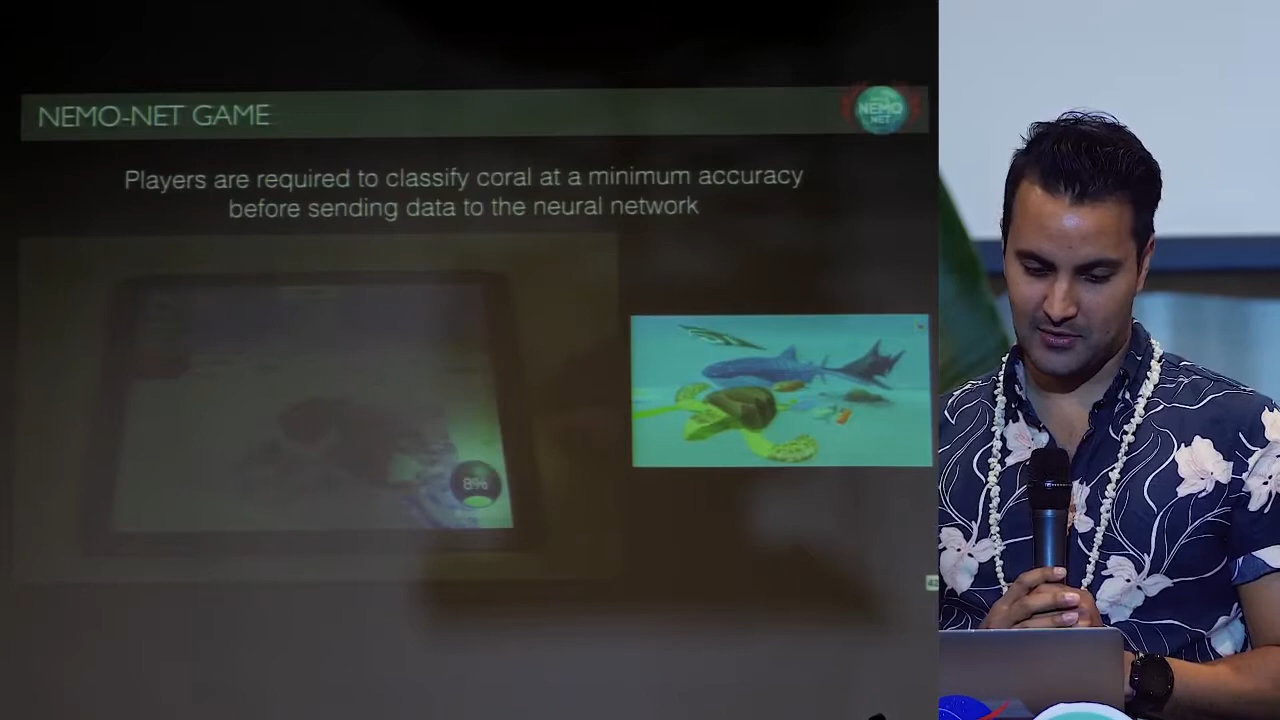 NEMO-NET GAME
NEMO
NET
Players are required to classify coral at a minimum accuracy
before sending data to the neural network
8%